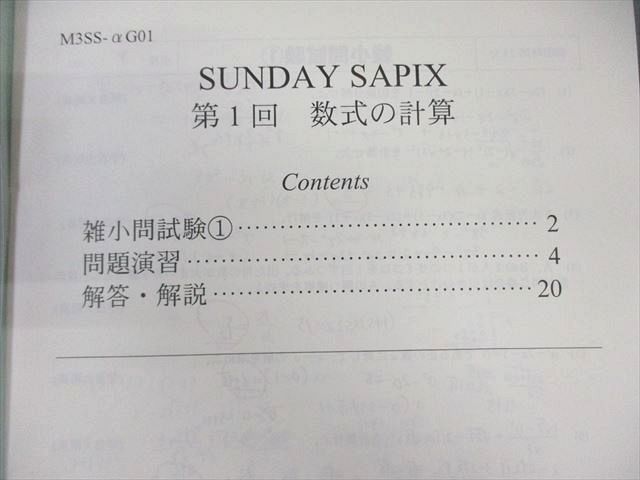 M3SS-αG01
SUNDAY SAPIX
第1回 数式の計算
Contents
雑小問試験①……………………………… 2
問題演習…………………………………… 4
解答・解説………………………………20